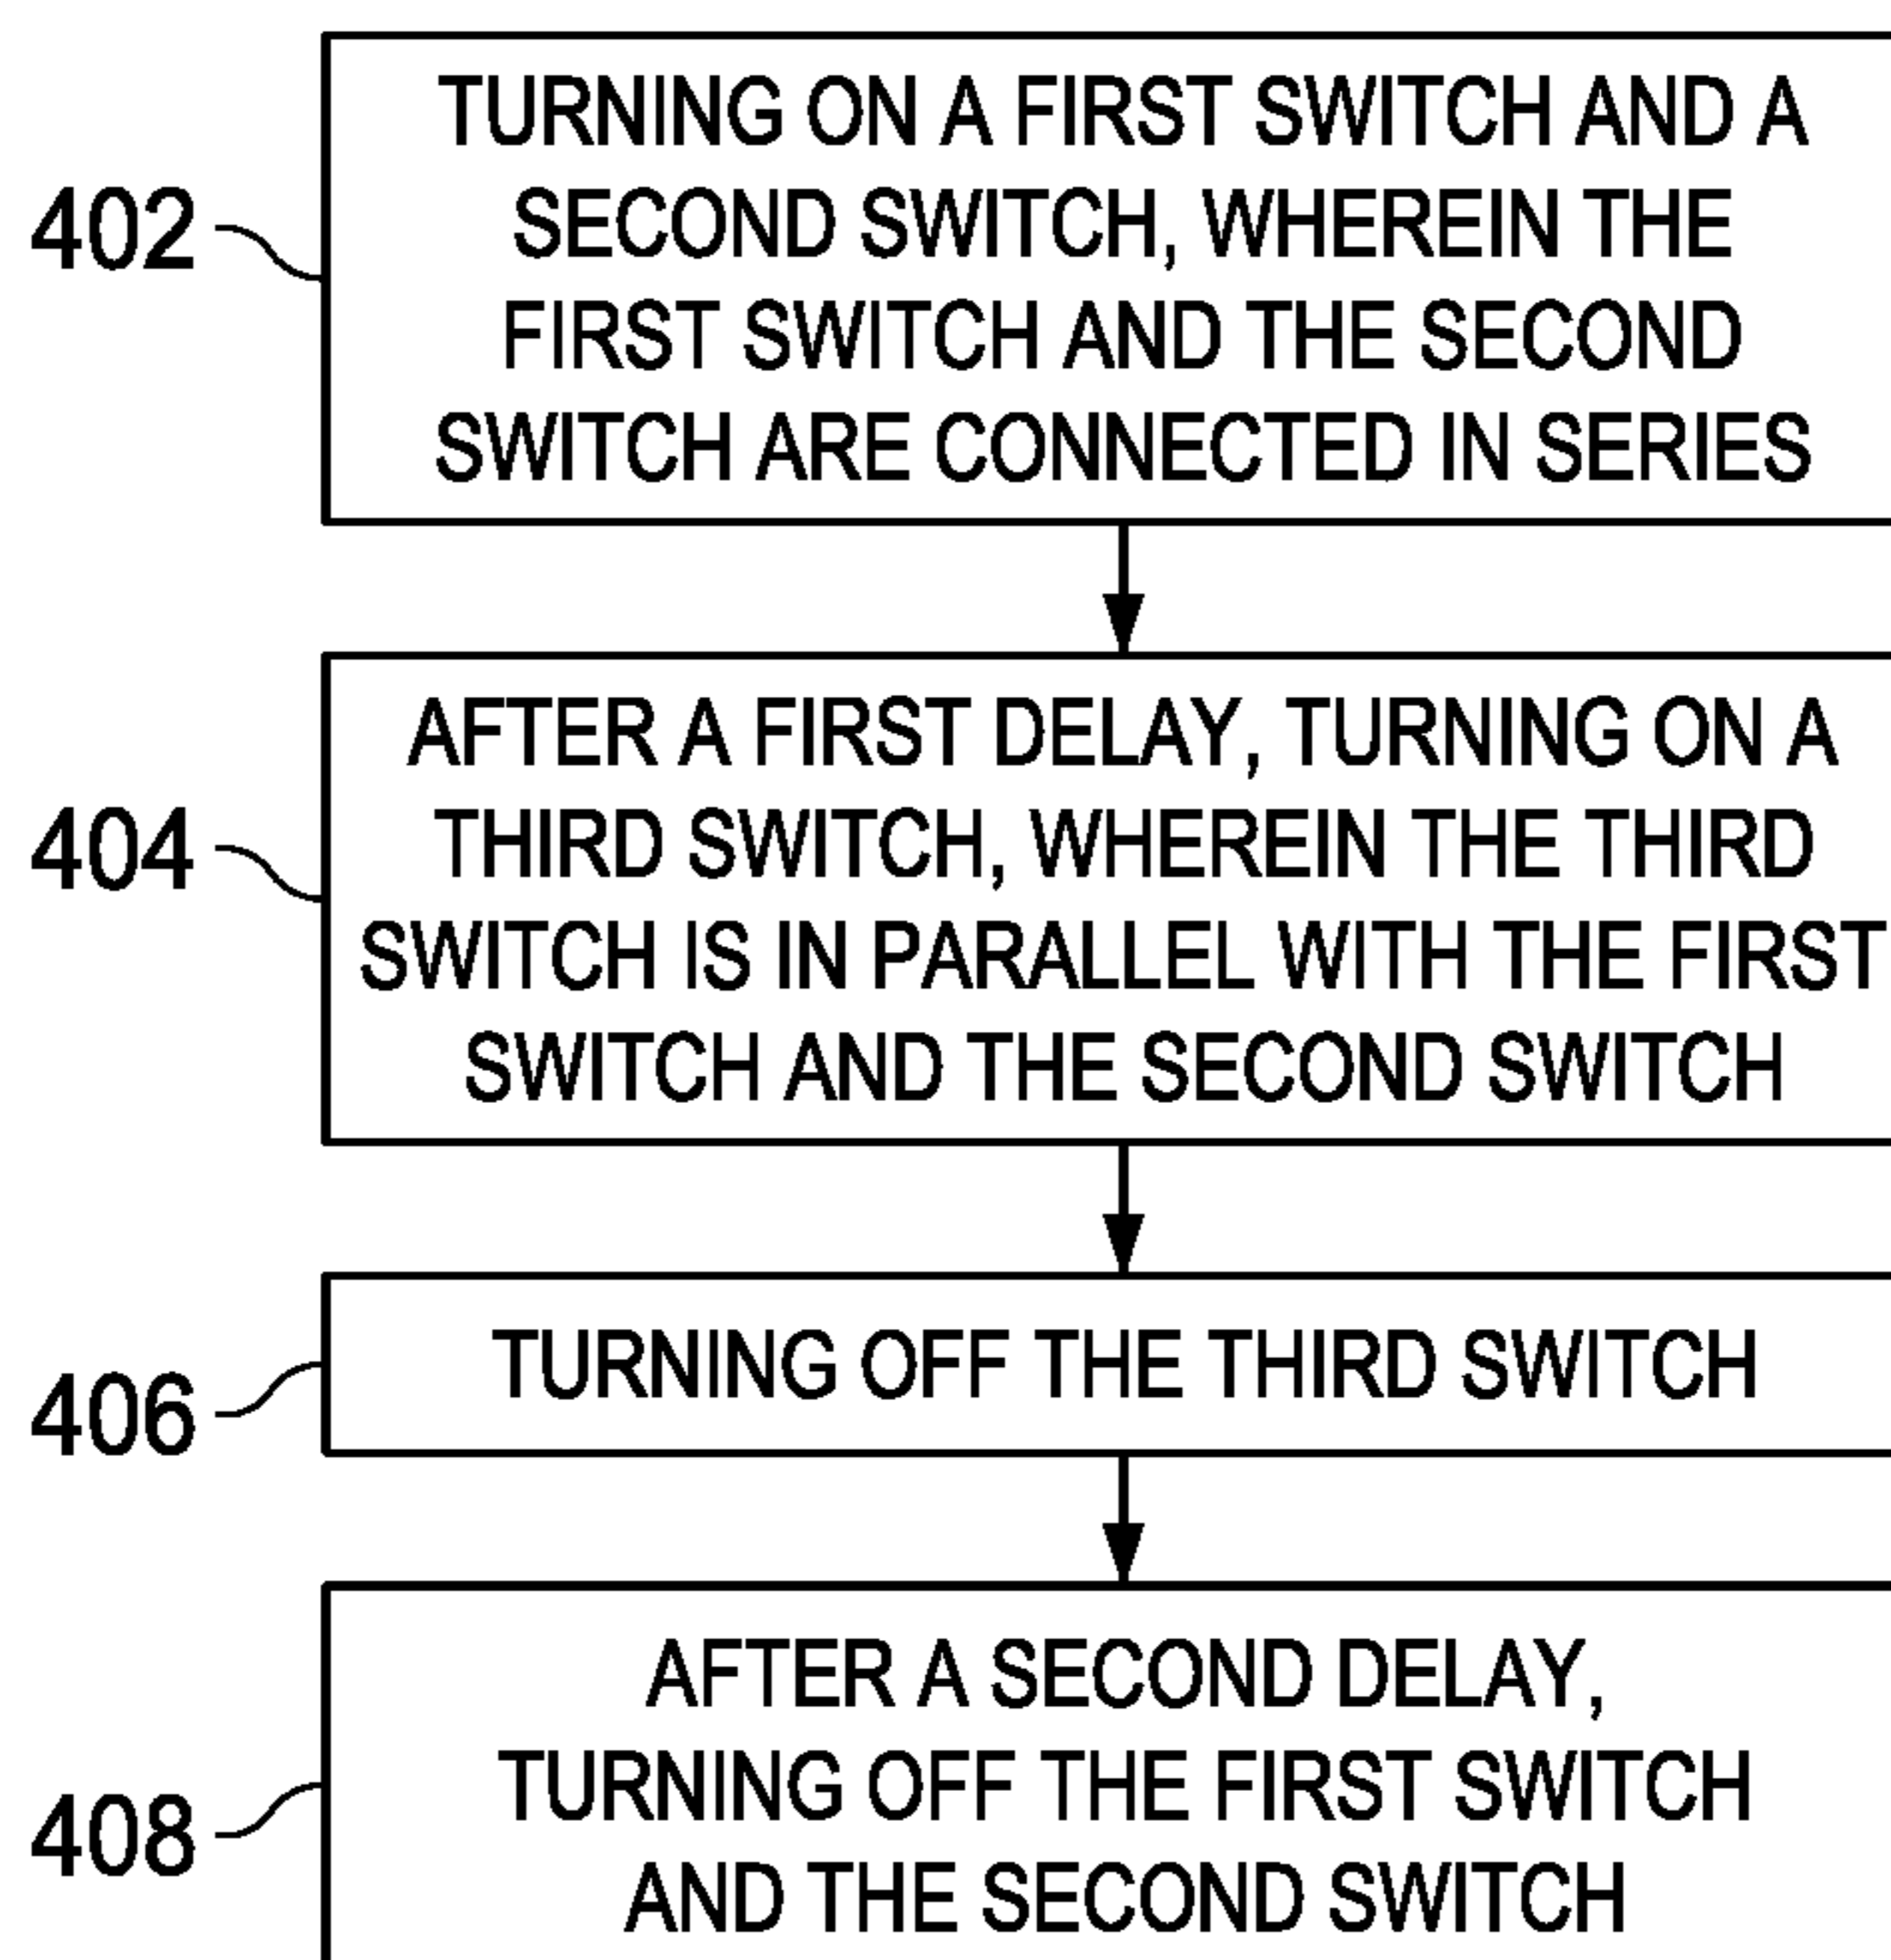 TURNING ON A FIRST SWITCH AND A
402
SECOND SWITCH, WHEREIN THE
FIRST SWITCH AND THE SECOND
SWITCH ARE CONNECTED IN SERIES
AFTER A FIRST DELAY, TURNING ON A
404
THIRD SWITCH, WHEREIN THE THIRD
SWITCH IS IN PARALLEL WITH THE FIRST
SWITCH AND THE SECOND SWITCH
406
TURNING OFF THE THIRD SWITCH
AFTER A SECOND DELAY,
408
TURNING OFF THE FIRST SWITCH
AND THE SECOND SWITCH